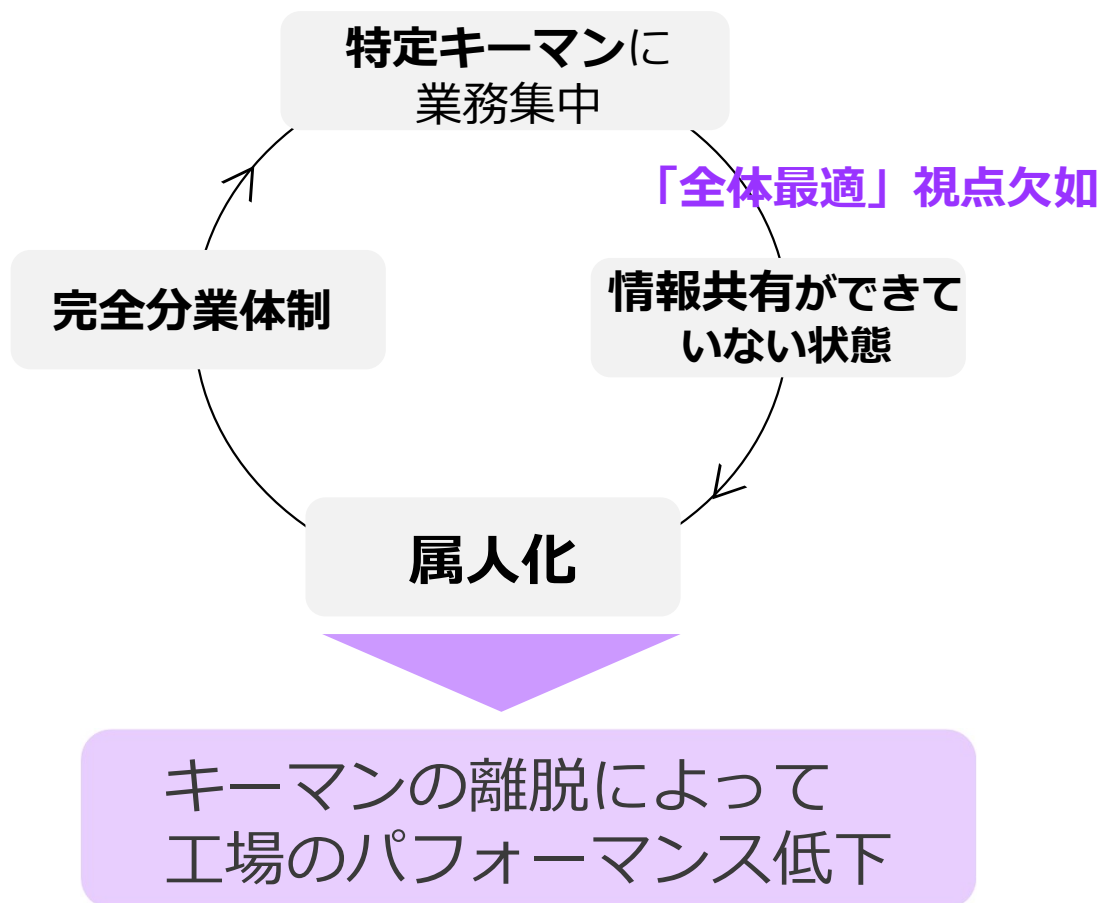 特定キーマンに
業務集中
「全体最適」視点欠如
完全分業体制
情報共有ができて
いない状態
属人化
キーマンの離脱によって
工場のパフォーマンス低下